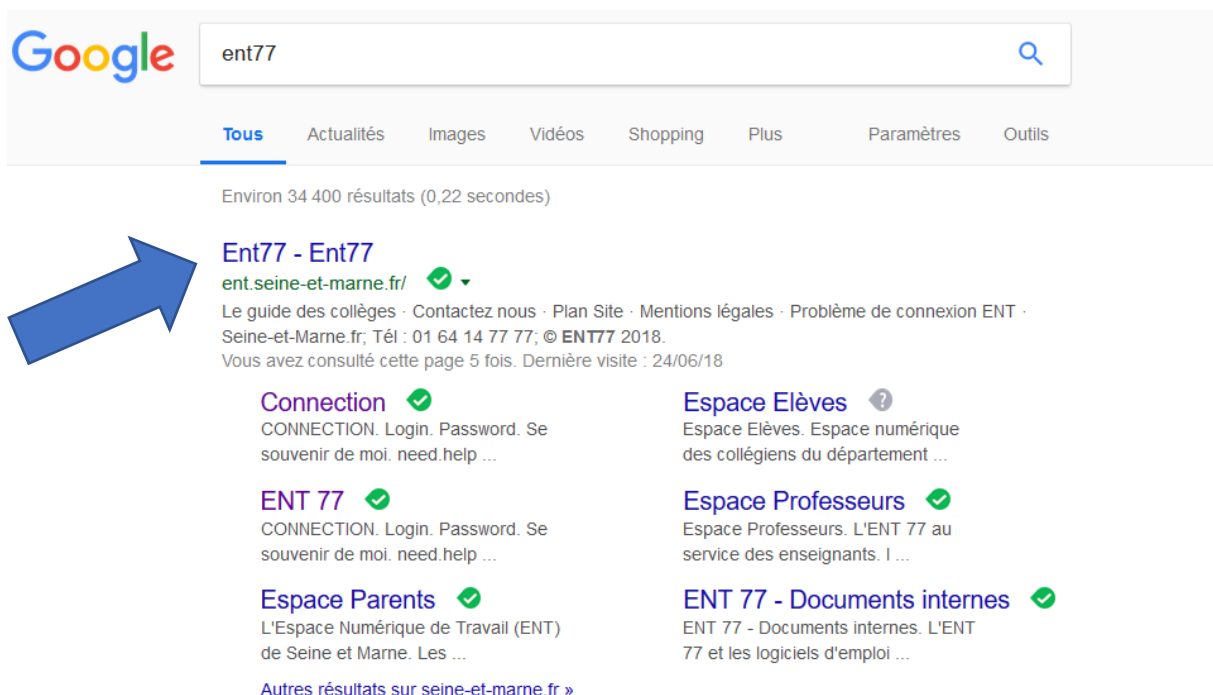 Google
ent77
Tous Actualités Images Vidéos Shopping Plus Paramètres Outils
Environ 34 400 résultats (0,22 secondes)
Ent77 - Ent77
ent.seine-et-marne.fr/
Le guide des collèges · Contactez nous · Plan Site · Mentions légales · Problème de connexion ENT ·
Seine-et-Marne.fr; Tél : 01 64 14 77 77; © ENT77 2018.
Vous avez consulté cette page 5 fois. Dernière visite : 24/06/18
Connection
CONNECTION. Login. Password. Se
souvenir de moi. need.help ...
Espace Elèves
Espace Elèves. Espace numérique
des collégiens du département ...
ENT 77
CONNECTION. Login. Password. Se
souvenir de moi. need.help ...
Espace Professeurs
Espace Professeurs. L'ENT 77 au
service des enseignants. I ...
Espace Parents
L'Espace Numérique de Travail (ENT)
de Seine et Marne. Les ...
ENT 77 - Documents internes
ENT 77 - Documents internes. L'ENT
77 et les logiciels d'emploi ...
Autres résultats sur seine-et-marne.fr »